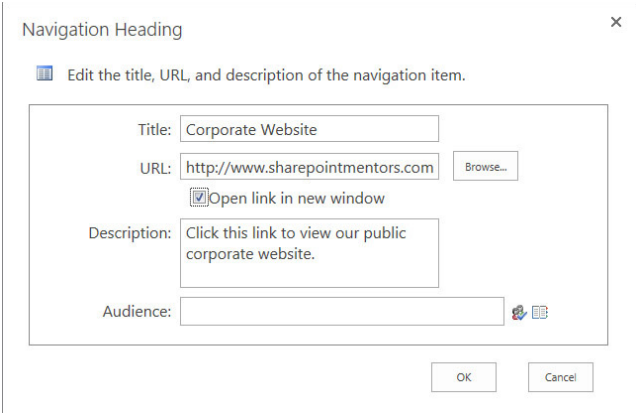 Navigation Heading
Edit the title, URL, and description of the navigation item.
Title: Corporate Website
URL: http://www.sharepointmentors.com Browse...
Open link in new window
Description: Click this link to view our public
corporate website.
Audience:
OK Cancel